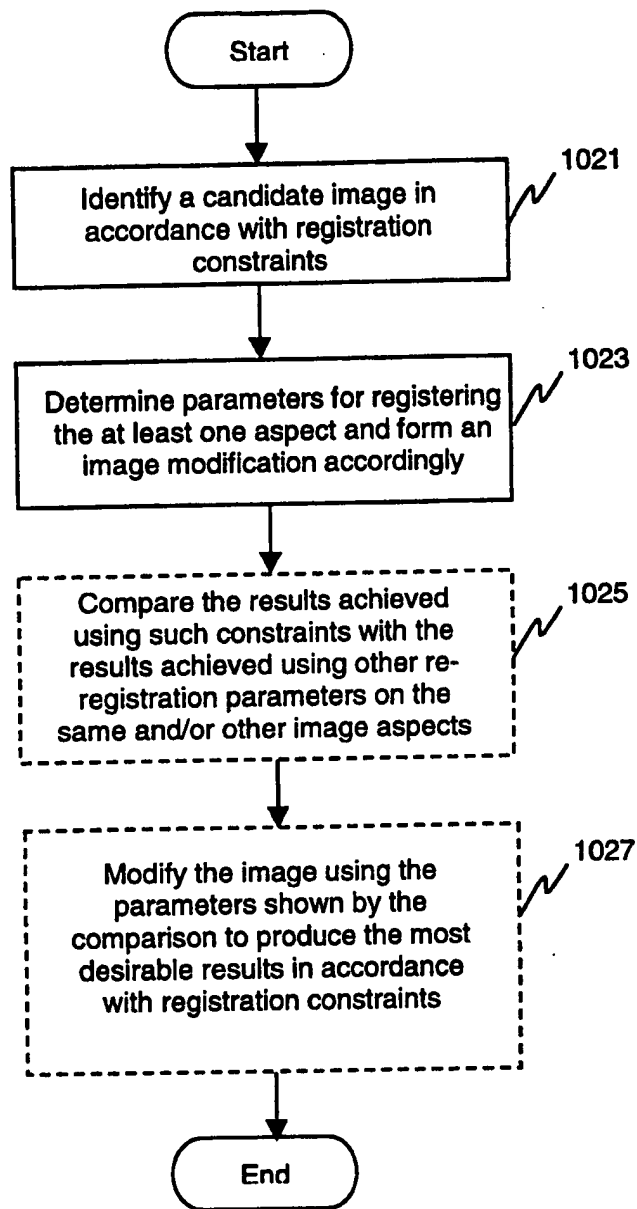 Start
1021
Identify a candidate image in
accordance with registration
constraints
1023
Determine parameters for registering
the at least one aspect and form an
image modification accordingly
1025
Compare the results achieved
using such constraints with the
results achieved using other re-
registration parameters on the
same and/or other image aspects
1027
Modify the image using the
parameters shown by the
comparison to produce the most
desirable results in accordance
with registration constraints
End